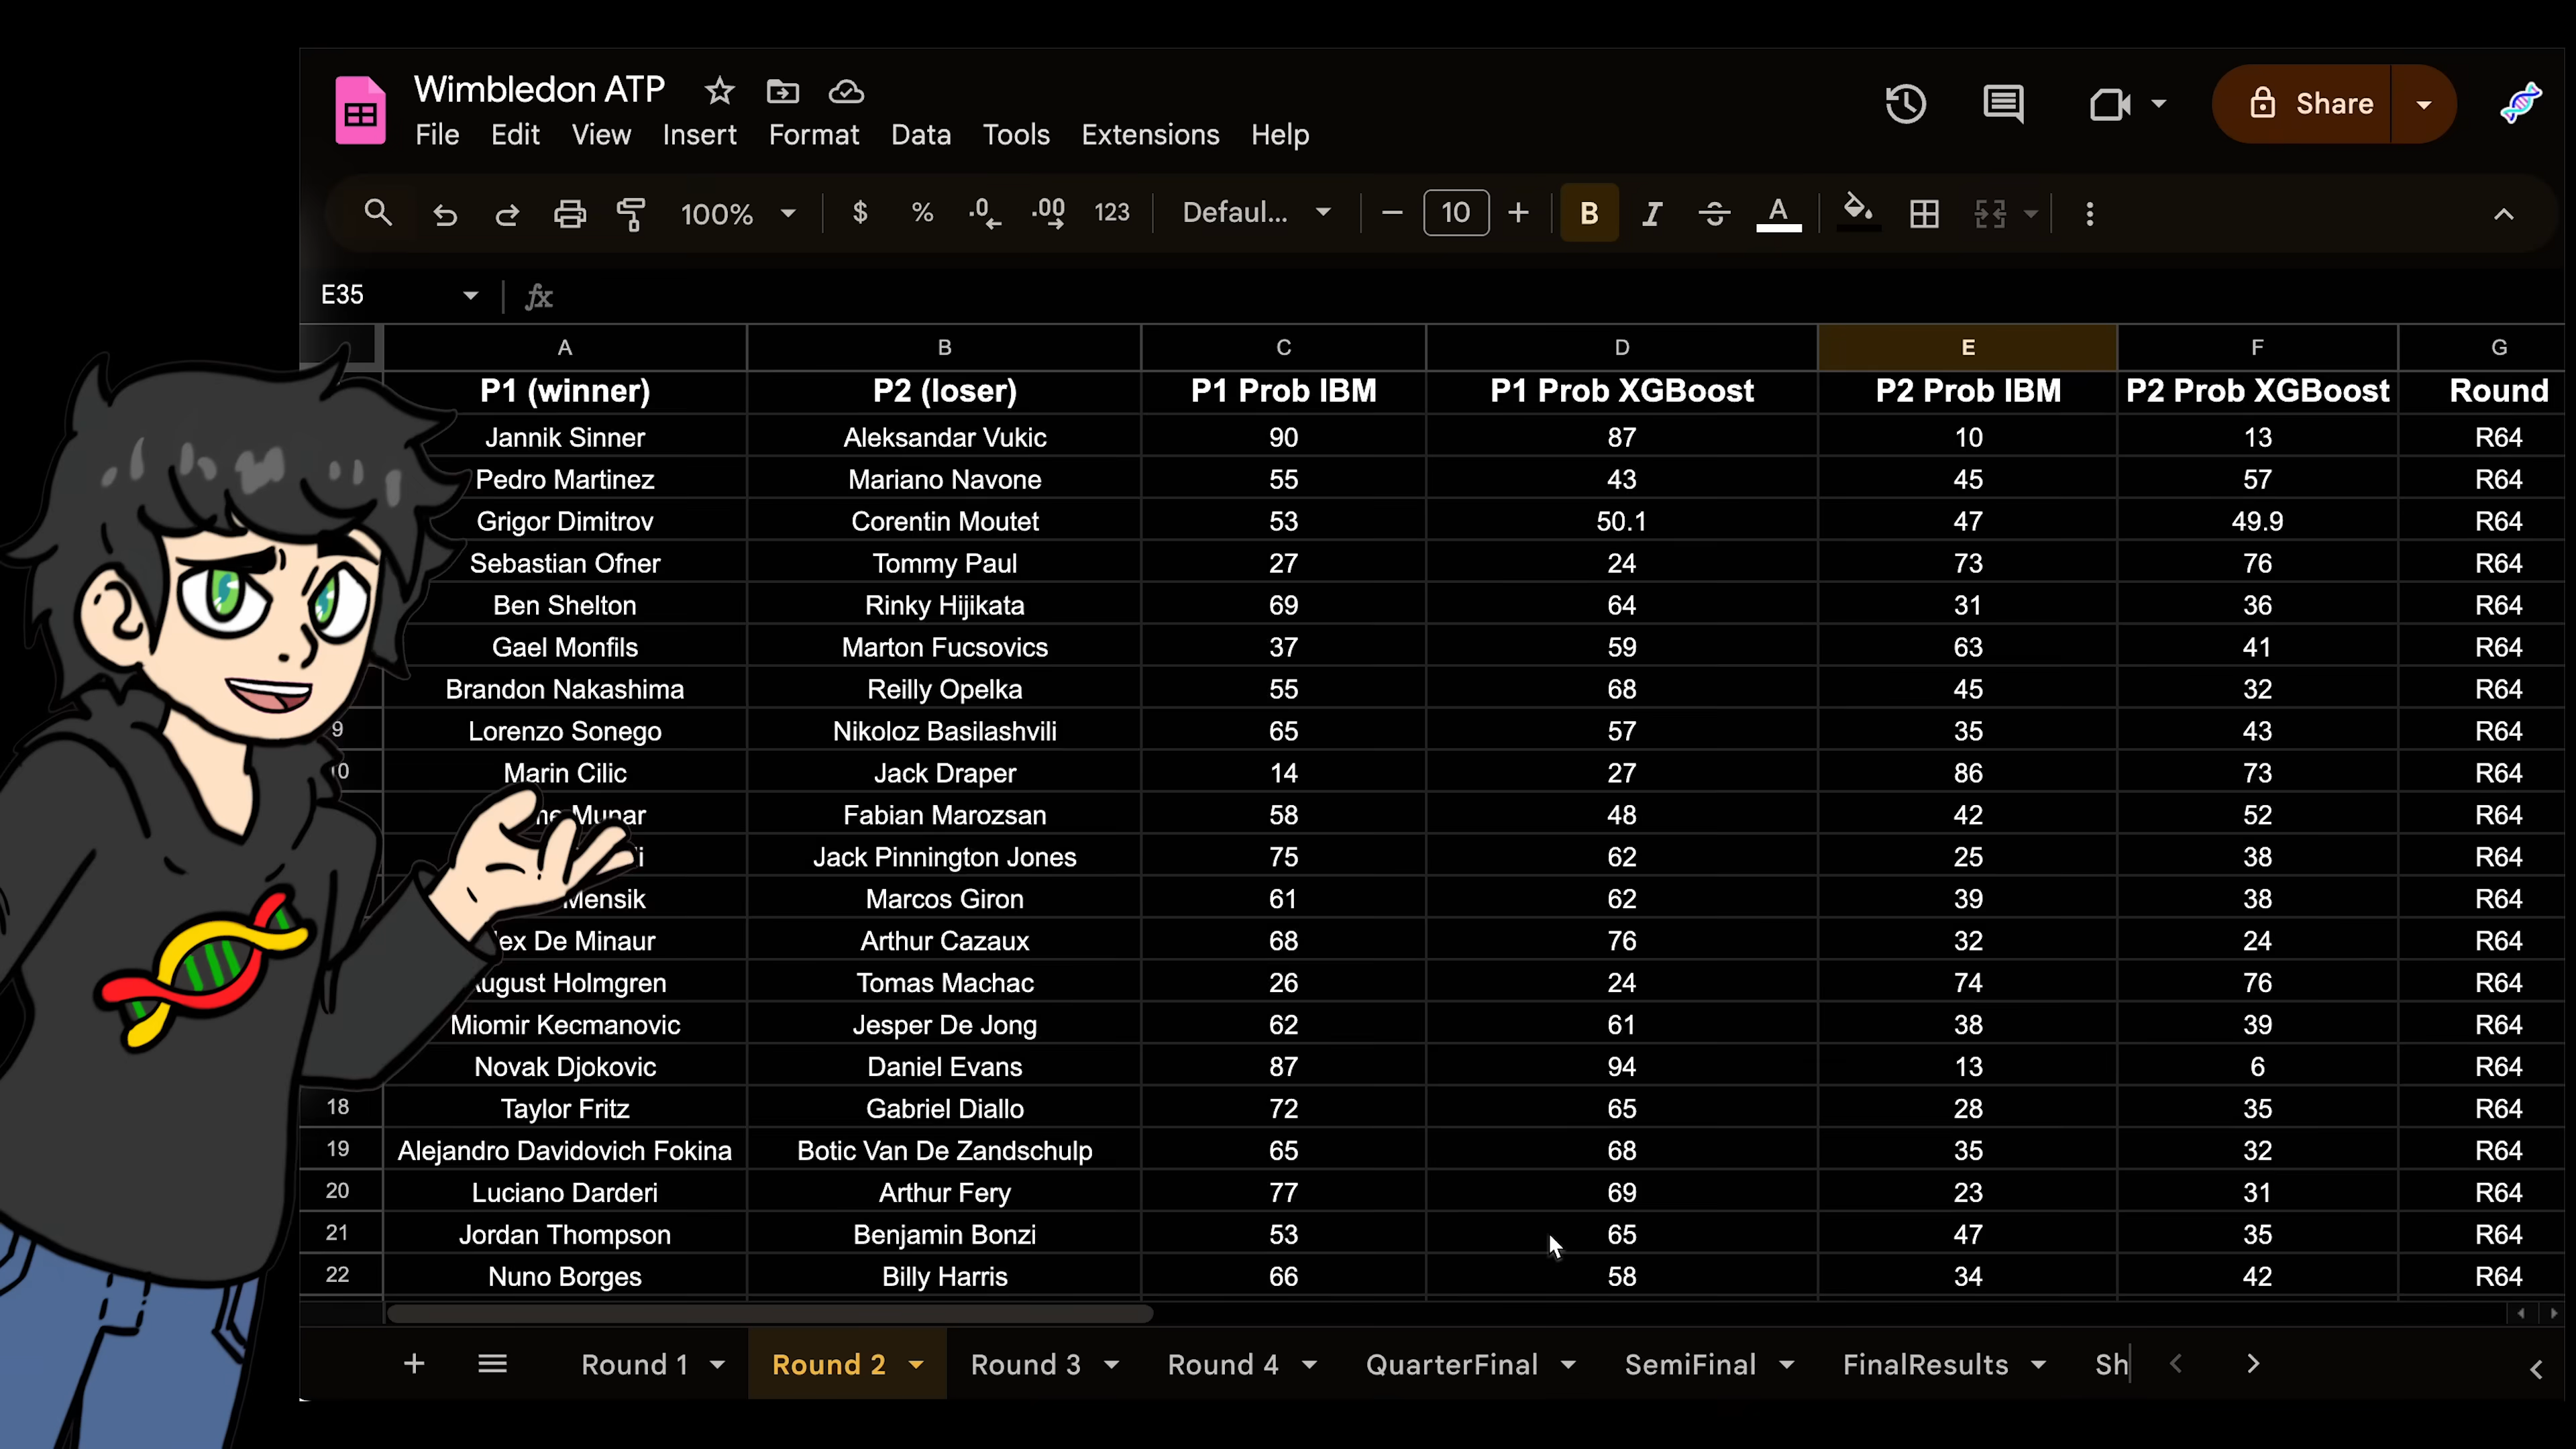 Wimbledon ATP
File Edit View Insert Format Data Tools Extensions Help
Share
100% $ % .0 .00 123 Defaul... 10 B I S A
E35 fx
A B C D E F G
P1 (winner) P2 (loser) P1 Prob IBM P1 Prob XGBoost P2 Prob IBM P2 Prob XGBoost Round
Jannik Sinner Aleksandar Vukic 90 87 10 13 R64
Pedro Martinez Mariano Navone 55 43 45 57 R64
Grigor Dimitrov Corentin Moutet 53 50.1 47 49.9 R64
Sebastian Ofner Tommy Paul 27 24 73 76 R64
Ben Shelton Rinky Hijikata 69 64 31 36 R64
Gael Monfils Marton Fucsovics 37 59 63 41 R64
Brandon Nakashima Reilly Opelka 55 68 45 32 R64
9 Lorenzo Sonego Nikoloz Basilashvili 65 57 35 43 R64
Marin Cilic Jack Draper 14 27 86 73 R64
Munar Fabian Marozsan 58 48 42 52 R64
Jack Pinnington Jones 75 62 25 38 R64
Mensik Marcos Giron 61 62 39 38 R64
De Minaur Arthur Cazaux 68 76 32 24 R64
August Holmgren Tomas Machac 26 24 74 76 R64
Miomir Kecmanovic Jesper De Jong 62 61 38 39 R64
Novak Djokovic Daniel Evans 87 94 13 6 R64
18 Taylor Fritz Gabriel Diallo 72 65 28 35 R64
19 Alejandro Davidovich Fokina Botic Van De Zandschulp 65 68 35 32 R64
20 Luciano Darderi Arthur Fery 77 69 23 31 R64
21 Jordan Thompson Benjamin Bonzi 53 65 47 35 R64
22 Nuno Borges Billy Harris 66 58 34 42 R64
Round 1 Round 2 Round 3 Round 4 QuarterFinal SemiFinal FinalResults Sh